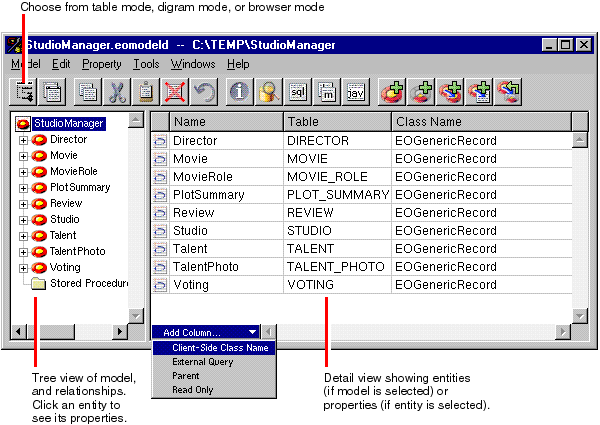 Choose from table mode, digram mode, or browser mode
StudioManager.eomodeld -- C:\TEMP\StudioManager
Model Edit Property Tools Windows Help
sql jav
StudioManager
Director
Movie
MovieRole
PlotSummary
Review
Studio
Talent
TalentPhoto
Voting
Stored Procedure
Name Table Class Name
Director DIRECTOR EOGenericRecord
Movie MOVIE EOGenericRecord
MovieRole MOVIE_ROLE EOGenericRecord
PlotSummary PLOT_SUMMARY EOGenericRecord
Review REVIEW EOGenericRecord
Studio STUDIO EOGenericRecord
Talent TALENT EOGenericRecord
TalentPhoto TALENT_PHOTO EOGenericRecord
Voting VOTING EOGenericRecord
Add Column...
Client-Side Class Name
External Query
Parent
Read Only
Tree view of model,
and relationships.
Click an entity to
see its properties.
Detail view showing entities
(if model is selected) or
properties (if entity is selected).